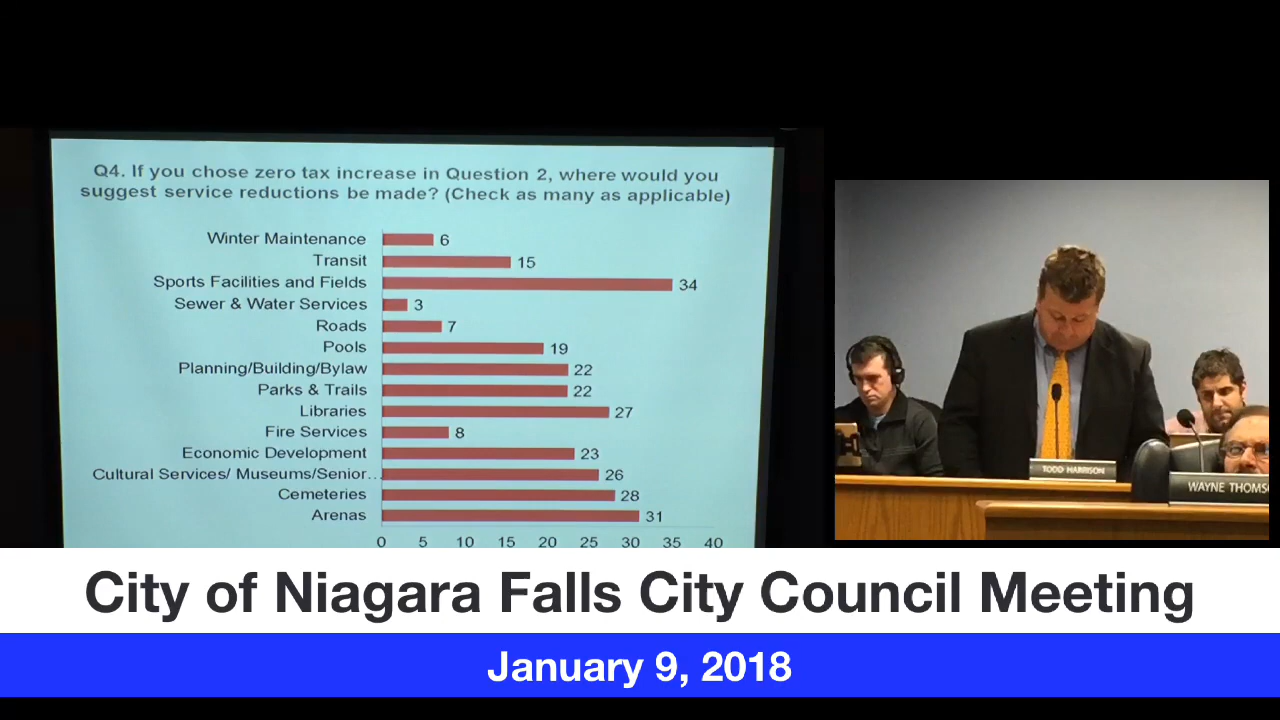 Q4. If you chose zero tax increase in Question 2, where would you
suggest service reductions be made? (Check as many as applicable)
Winter Maintenance 6
Transit 15
Sports Facilities and Fields 34
Sewer & Water Services 3
Roads 7
Pools 19
Planning/Building/Bylaw 22
Parks & Trails 22
Libraries 27
Fire Services 8
Economic Development 23
Cultural Services/ Museums/Senior... 26
Cemeteries 28
Arenas 31
0 5 10 15 20 25 30 35 40
TODD HARRISON
WAYNE THOMS
City of Niagara Falls City Council Meeting
January 9, 2018